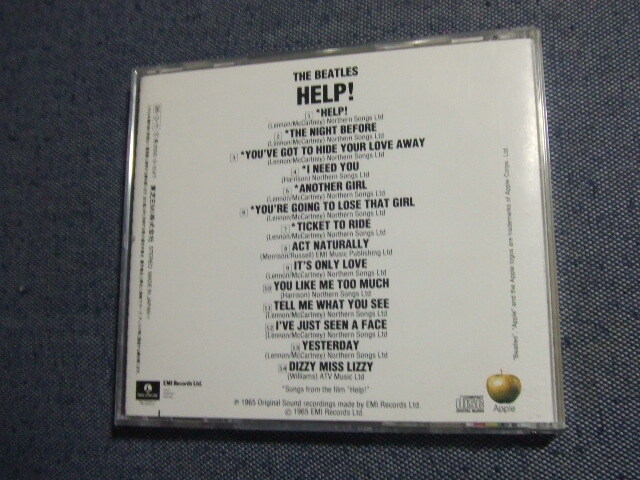 THE BEATLES
HELP!
1 *HELP!
(Lennon/McCartney) Northern Songs Ltd
2 *THE NIGHT BEFORE
(Lennon/McCartney) Northern Songs Ltd
3 *YOU'VE GOT TO HIDE YOUR LOVE AWAY
(Lennon/McCartney) Northern Songs Ltd
4 *I NEED YOU
(Harrison) Northern Songs Ltd
5 *ANOTHER GIRL
(Lennon/McCartney) Northern Songs Ltd
6 *YOU'RE GOING TO LOSE THAT GIRL
(Lennon/McCartney) Northern Songs Ltd
7 *TICKET TO RIDE
(Lennon/McCartney) Northern Songs Ltd
8 ACT NATURALLY
(Morrison/Russell) EMI Music Publishing Ltd
9 IT'S ONLY LOVE
(Lennon/McCartney) Northern Songs Ltd
10 YOU LIKE ME TOO MUCH
(Harrison) Northern Songs Ltd
11 TELL ME WHAT YOU SEE
(Lennon/McCartney) Northern Songs Ltd
12 I'VE JUST SEEN A FACE
(Lennon/McCartney) Northern Songs Ltd
13 YESTERDAY
(Lennon/McCartney) Northern Songs Ltd
14 DIZZY MISS LIZZY
(Williams) ATV Music Ltd
*Songs from the film "Help!"
℗ 1965 Original Sound recordings made by EMI Records Ltd.
© 1965 EMI Records Ltd.
EMI Records Ltd.
COMPACT
disc
DIGITAL AUDIO
Apple
"Beatles", "Apple" and the Apple logos are trademarks of Apple Corps. Ltd